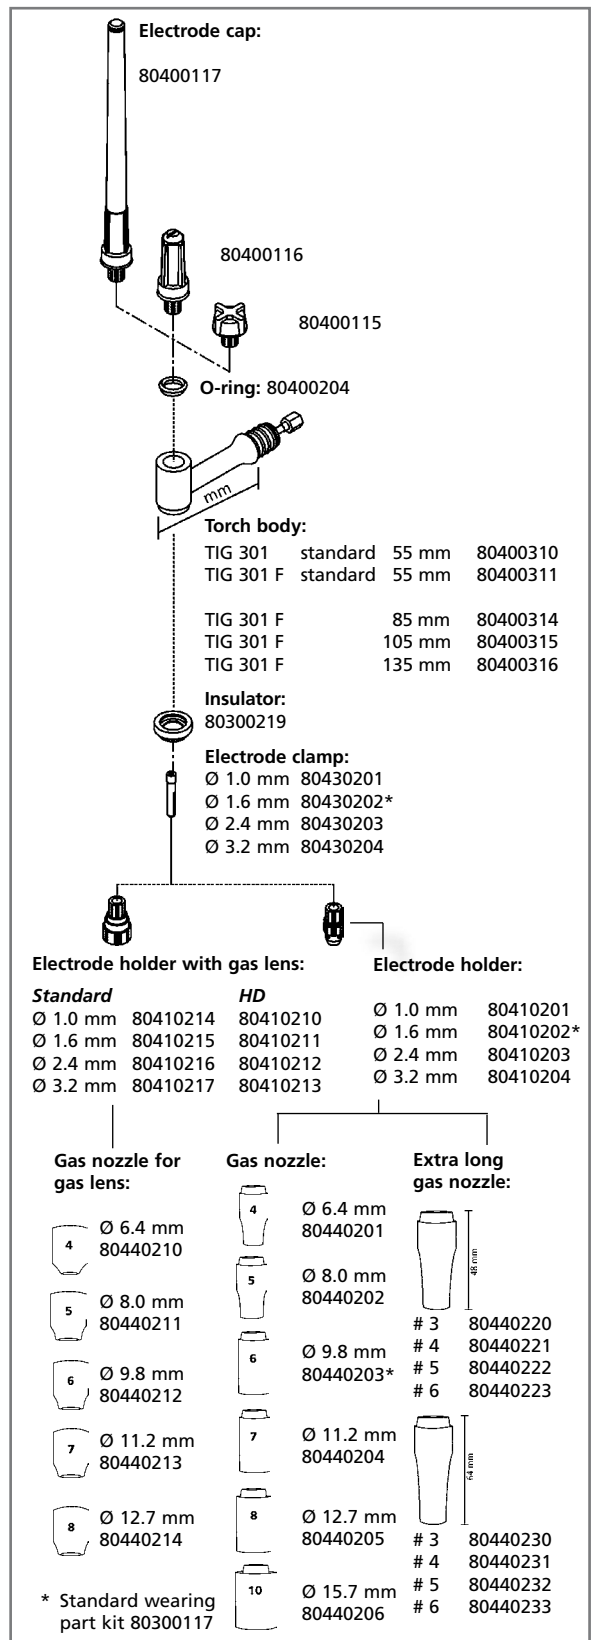 Electrode cap:
80400117
80400116
80400115
O-ring: 80400204
mm
Torch body:
TIG 301 standard 55 mm 80400310
TIG 301 F standard 55 mm 80400311
TIG 301 F 85 mm 80400314
TIG 301 F 105 mm 80400315
TIG 301 F 135 mm 80400316
Insulator:
80300219
Electrode clamp:
Ø 1.0 mm 80430201
Ø 1.6 mm 80430202*
Ø 2.4 mm 80430203
Ø 3.2 mm 80430204
Electrode holder with gas lens:
Standard HD
Ø 1.0 mm 80410214 80410210
Ø 1.6 mm 80410215 80410211
Ø 2.4 mm 80410216 80410212
Ø 3.2 mm 80410217 80410213
Electrode holder:
Ø 1.0 mm 80410201
Ø 1.6 mm 80410202*
Ø 2.4 mm 80410203
Ø 3.2 mm 80410204
Gas nozzle for
gas lens:
4 Ø 6.4 mm
80440210
5 Ø 8.0 mm
80440211
6 Ø 9.8 mm
80440212
7 Ø 11.2 mm
80440213
8 Ø 12.7 mm
80440214
* Standard wearing
part kit 80300117
Gas nozzle:
4 Ø 6.4 mm
80440201
5 Ø 8.0 mm
80440202
6 Ø 9.8 mm
80440203*
7 Ø 11.2 mm
80440204
8 Ø 12.7 mm
80440205
10 Ø 15.7 mm
80440206
Extra long
gas nozzle:
48 mm
# 3 80440220
# 4 80440221
# 5 80440222
# 6 80440223
64 mm
# 3 80440230
# 4 80440231
# 5 80440232
# 6 80440233